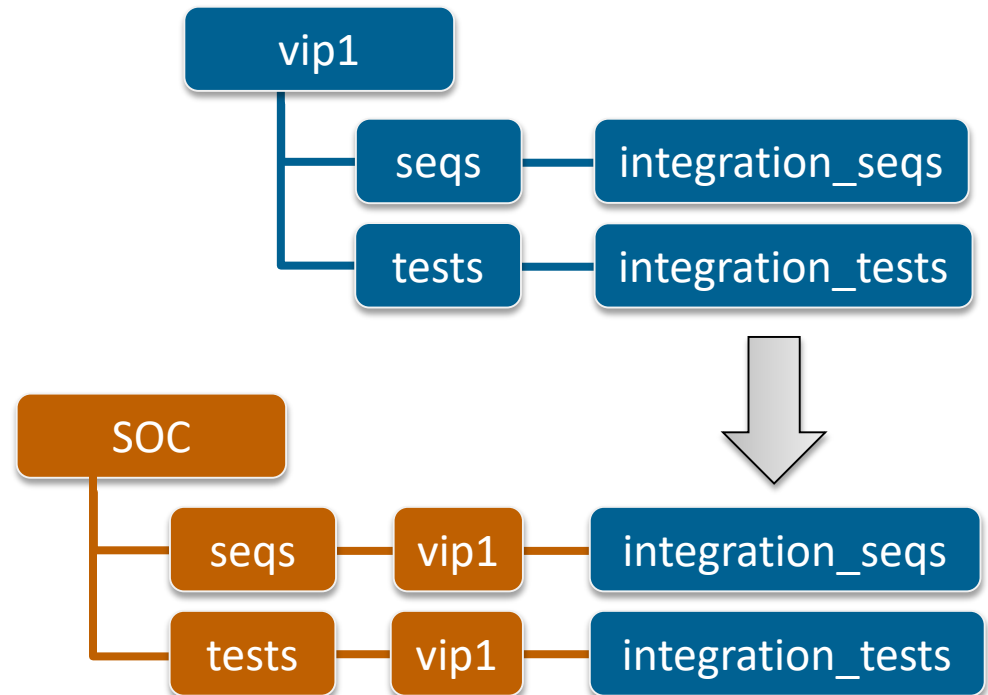 vip1
seqs
integration_seqs
tests
integration_tests
SOC
seqs
vip1
integration_seqs
tests
vip1
integration_tests